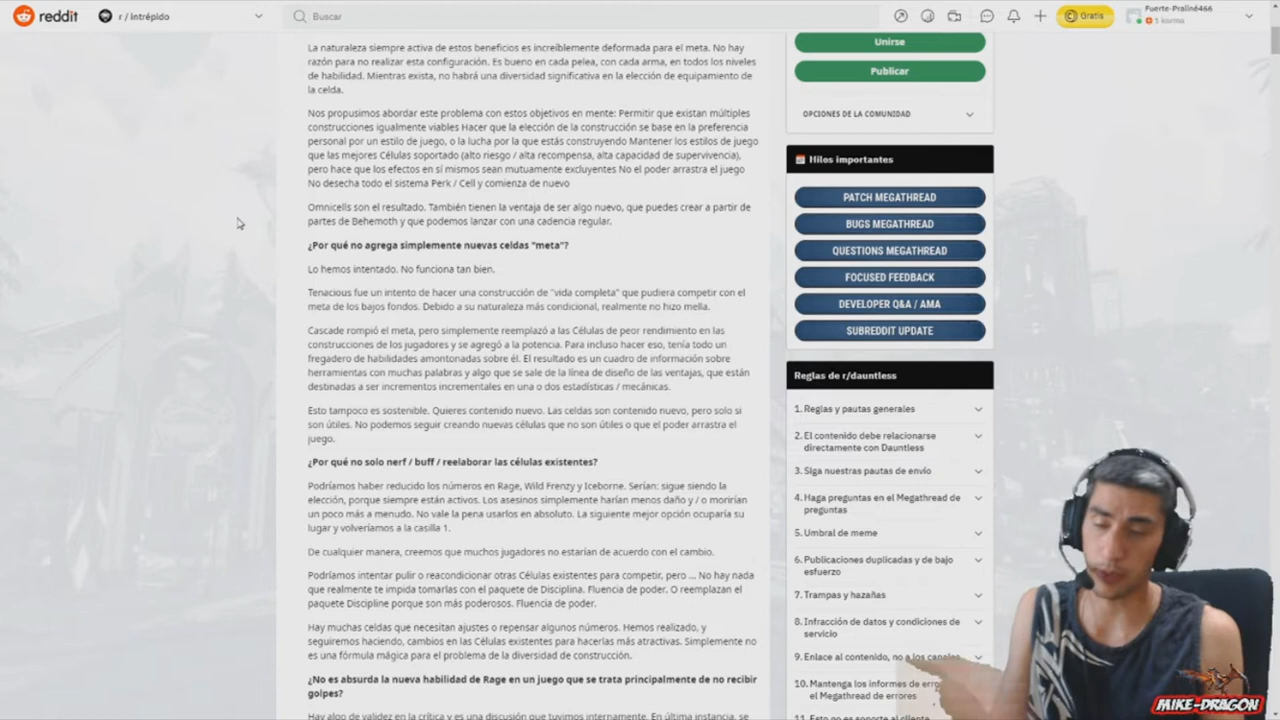 reddit
r / Intrépido
Buscar
Gratis
Fuerte-Praliné466
1 karma
La naturaleza siempre activa de estos beneficios es increíblemente deformada para el meta. No hay
razón para no realizar esta configuración. Es bueno en cada pelea, con cada arma, en todos los niveles
de habilidad. Mientras exista, no habrá una diversidad significativa en la elección de equipamiento de
la celda.
Nos propusimos abordar este problema con estos objetivos en mente: Permitir que existan múltiples
construcciones igualmente viables Hacer que la elección de la construcción se base en la preferencia
personal por un estilo de juego, o la lucha por la que estás construyendo Mantener los estilos de juego
que las mejores Células soportado (alto riesgo / alta recompensa, alta capacidad de supervivencia),
pero hace que los efectos en sí mismos sean mutuamente excluyentes No el poder arrastra el juego
No desecha todo el sistema Perk / Cell y comienza de nuevo
Omnicells son el resultado. También tienen la ventaja de ser algo nuevo, que puedes crear a partir de
partes de Behemoth y que podemos lanzar con una cadencia regular.
¿Por qué no agrega simplemente nuevas celdas "meta"?
Lo hemos intentado. No funciona tan bien.
Tenacious fue un intento de hacer una construcción de "vida completa" que pudiera competir con el
meta de los bajos fondos. Debido a su naturaleza más condicional, realmente no hizo mella.
Cascade rompió el meta, pero simplemente reemplazó a las Células de peor rendimiento en las
construcciones de los jugadores y se agregó a la potencia. Para incluso hacer eso, tenía todo un
fregadero de habilidades amontonadas sobre él. El resultado es un cuadro de información sobre
herramientas con muchas palabras y algo que se sale de la línea de diseño de las ventajas, que están
destinadas a ser incrementos incrementales en una o dos estadísticas / mecánicas.
Esto tampoco es sostenible. Quieres contenido nuevo. Las celdas son contenido nuevo, pero solo si
son útiles. No podemos seguir creando nuevas células que no son útiles o que el poder arrastra el
juego.
¿Por qué no solo nerf / buff / reelaborar las células existentes?
Podríamos haber reducido los números en Rage, Wild Frenzy y Iceborne. Serían: sigue siendo la
elección, porque siempre están activos. Los asesinos simplemente harían menos daño y / o morirían
un poco más a menudo. No vale la pena usarlos en absoluto. La siguiente mejor opción ocuparía su
lugar y volveríamos a la casilla 1.
De cualquier manera, creemos que muchos jugadores no estarían de acuerdo con el cambio.
Podríamos intentar pulir o reacondicionar otras Células existentes para competir, pero ... No hay nada
que realmente te impida tomarlas con el paquete de Disciplina. Fluencia de poder. O reemplazan el
paquete Discipline porque son más poderosos. Fluencia de poder.
Hay muchas celdas que necesitan ajustes o repensar algunos números. Hemos realizado, y
seguiremos haciendo, cambios en las Células existentes para hacerlas más atractivas. Simplemente no
es una fórmula mágica para el problema de la diversidad de construcción.
¿No es absurda la nueva habilidad de Rage en un juego que se trata principalmente de no recibir
golpes?
Hay algo de validez en la crítica y es una discusión que tuvimos internamente. En última instancia, se
Unirse
Publicar
OPCIONES DE LA COMUNIDAD
Hilos importantes
PATCH MEGATHREAD
BUGS MEGATHREAD
QUESTIONS MEGATHREAD
FOCUSED FEEDBACK
DEVELOPER Q&A / AMA
SUBREDDIT UPDATE
Reglas de r/dauntless
1. Reglas y pautas generales
2. El contenido debe relacionarse
directamente con Dauntless
3. Siga nuestras pautas de envío
4. Haga preguntas en el Megathread de
preguntas
5. Umbral de meme
6. Publicaciones duplicadas y de bajo
esfuerzo
7. Trampas y hazañas
8. Infracción de datos y condiciones de
servicio
9. Enlace al contenido, no a los canales
10. Mantenga los informes de
el Megathread de errores
11. Esto no es soporte al cliente
MIKE-DRAGON